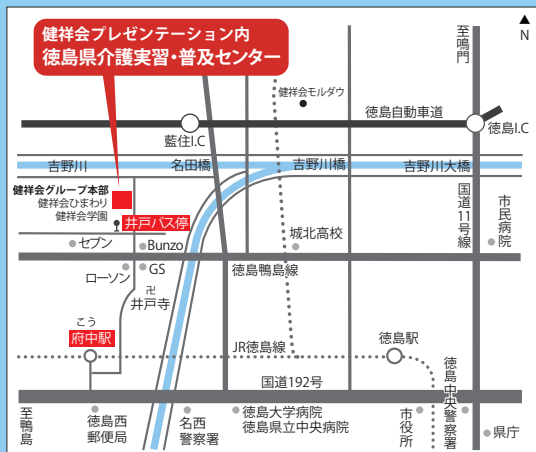 健祥会プレゼンテーション内
徳島県介護実習・普及センター
至鳴門
N
健祥会モルダウ
徳島自動車道
藍住I.C
徳島I.C
吉野川
名田橋
吉野川橋
吉野川大橋
健祥会グループ本部
健祥会ひまわり
健祥会学園
井戸バス停
国道11号線
市民病院
セブン
Bunzo
城北高校
徳島鴨島線
ローソン
GS
卍
井戸寺
こう
府中駅
JR徳島線
徳島駅
国道192号
至鴨島
徳島西
郵便局
名西
警察署
徳島大学病院
徳島県立中央病院
市役所
徳島中央警察署
県庁